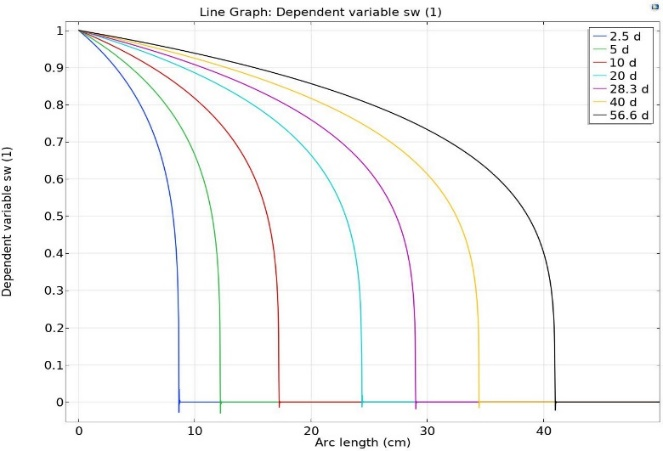 Line Graph: Dependent variable sw (1)
1
0.9
0.8
0.7
0.6
0.5
0.4
0.3
0.2
0.1
0
Dependent variable sw (1)
2.5 d
5 d
10 d
20 d
28.3 d
40 d
56.6 d
0 10 20 30 40
Arc length (cm)